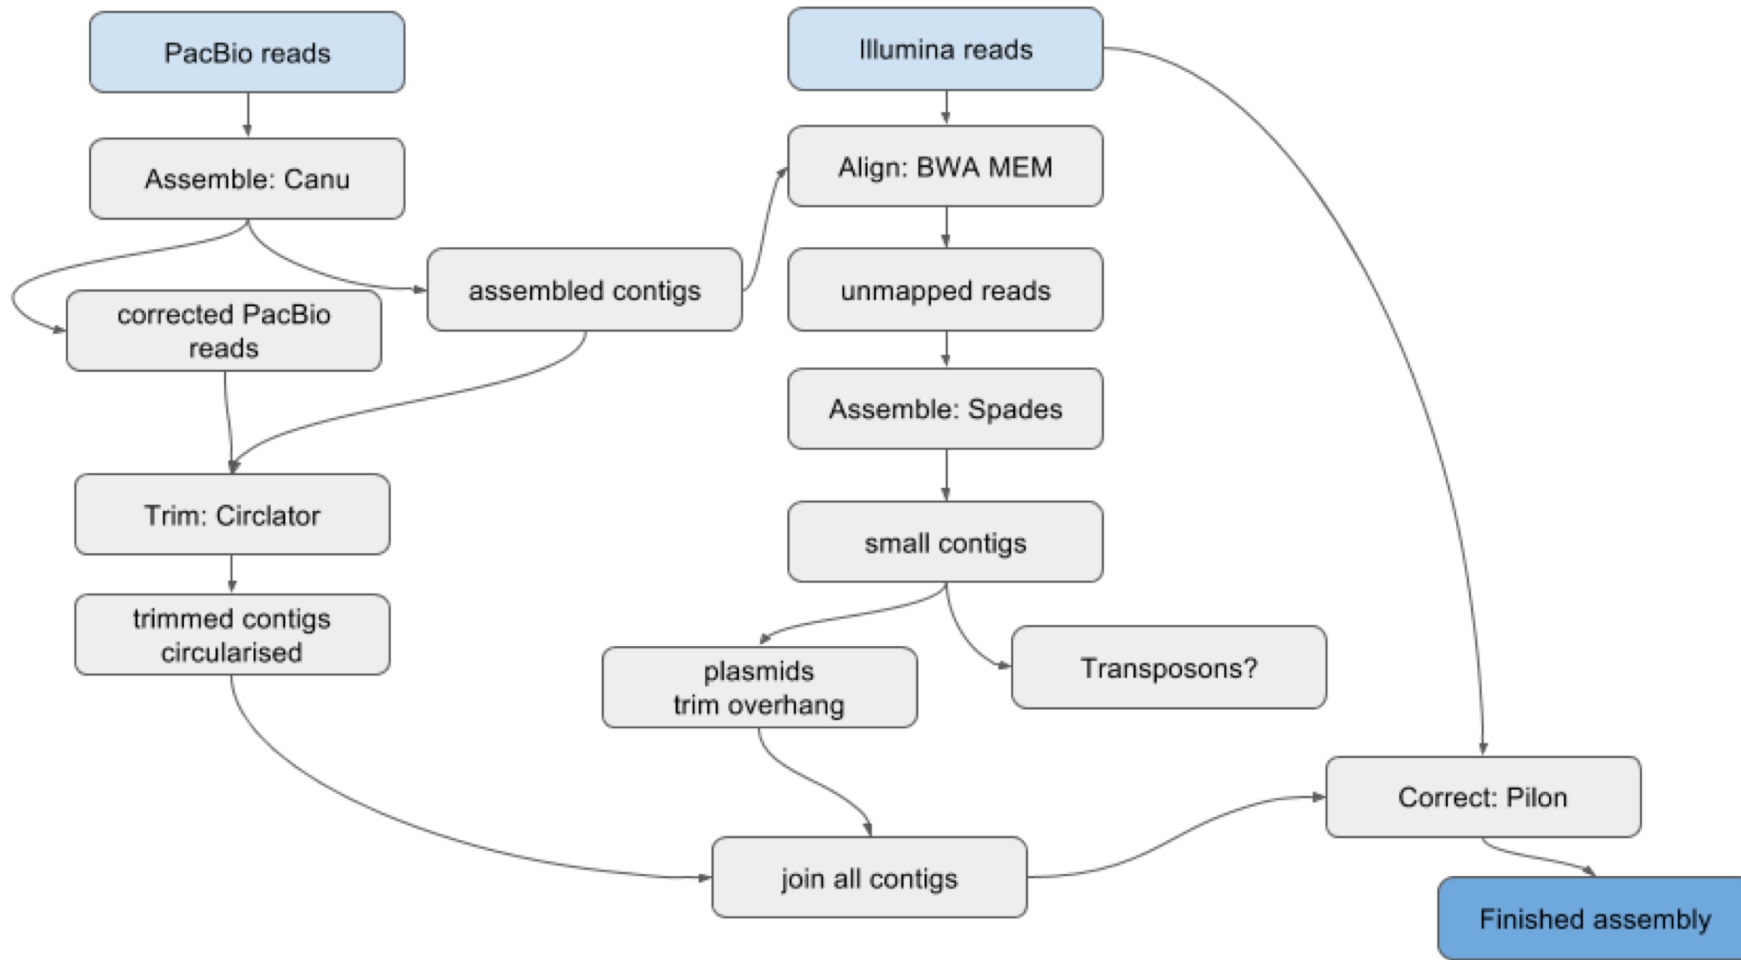 PacBio reads
Illumina reads
Assemble: Canu
Align: BWA MEM
assembled contigs
unmapped reads
corrected PacBio
reads
Assemble: Spades
Trim: Circlator
small contigs
trimmed contigs
circularised
plasmids
trim overhang
Transposons?
Correct: Pilon
join all contigs
Finished assembly